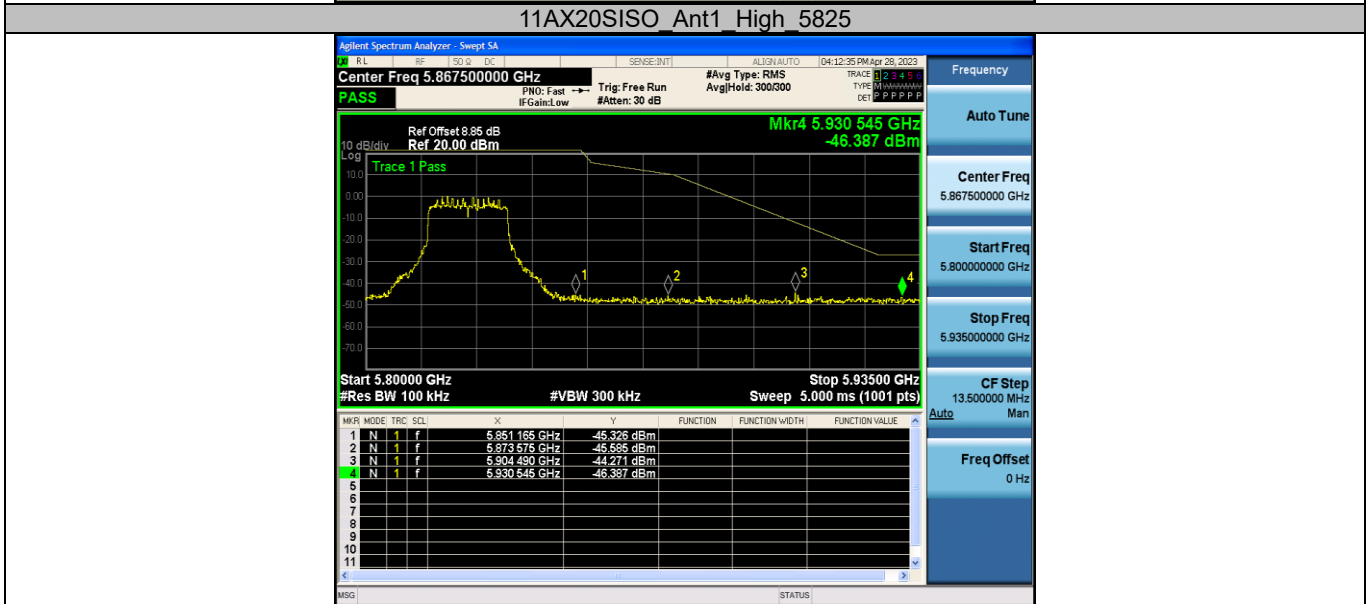 11AX20SISO_Ant1_High_5825
Agilent Spectrum Analyzer - Swept SA
RL RF 50 Ω DC SENSE:INT ALIGNAUTO 04:12:35 PM Apr 28, 2023
Center Freq 5.867500000 GHz #Avg Type: RMS TRACE 1 2 3 4 5 6
PNO: Fast Trig: Free Run Avg|Hold: 300/300 TYPE M WWWWW
PASS IFGain:Low #Atten: 30 dB DET P P P P P P
Frequency
Auto Tune
Mkr4 5.930 545 GHz
-46.387 dBm
Ref Offset 8.85 dB
10 dB/div Ref 20.00 dBm
Log
Trace 1 Pass
10.0
0.00
-10.0
-20.0
-30.0
-40.0
-50.0
-60.0
-70.0
1
2
3
4
Center Freq
5.867500000 GHz
Start Freq
5.800000000 GHz
Stop Freq
5.935000000 GHz
Start 5.80000 GHz Stop 5.93500 GHz
#Res BW 100 kHz #VBW 300 kHz Sweep 5.000 ms (1001 pts)
CF Step
13.500000 MHz
Auto Man
MKR MODE TRC SCL X Y FUNCTION FUNCTION WIDTH FUNCTION VALUE
1 N 1 f 5.851 165 GHz -45.326 dBm
2 N 1 f 5.873 575 GHz -45.585 dBm
3 N 1 f 5.904 490 GHz -44.271 dBm
4 N 1 f 5.930 545 GHz -46.387 dBm
5
6
7
8
9
10
11
Freq Offset
0 Hz
MSG STATUS